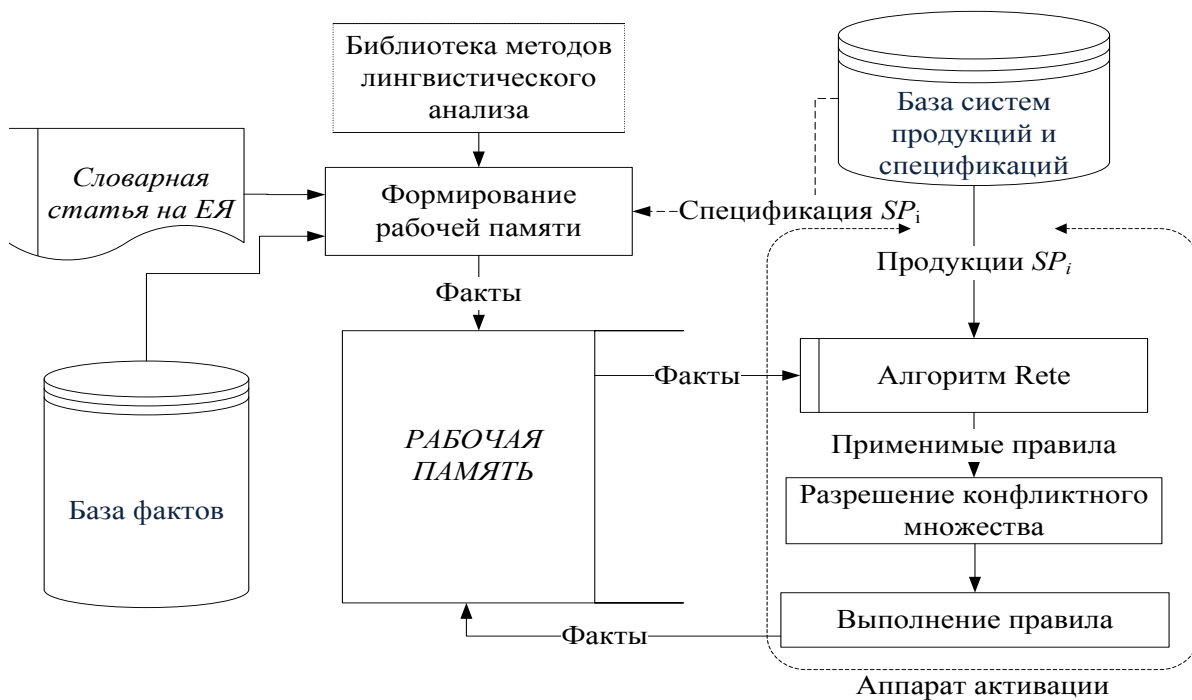 Библиотека методов
лингвистического
анализа
База систем
продукций и
спецификаций
Словарная
статья на ЕЯ
Формирование
рабочей памяти
Спецификация SPi
Продукции SPi
Факты
Факты
Алгоритм Rete
РАБОЧАЯ
ПАМЯТЬ
Применимые правила
База фактов
Разрешение конфликтного
множества
Выполнение правила
Факты
Аппарат активации